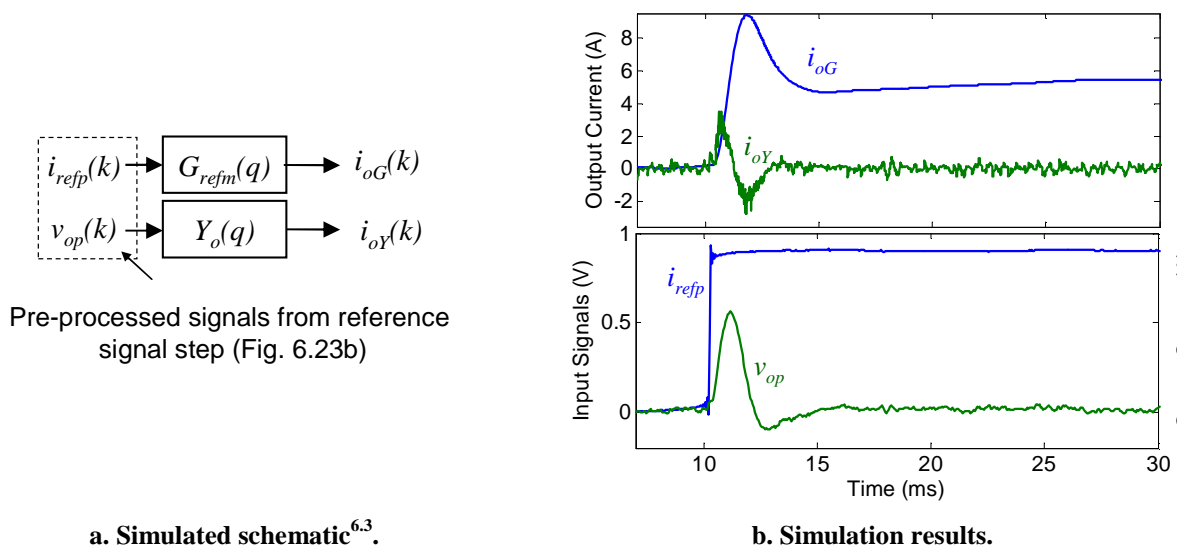 i_refp(k)
G_refm(q)
i_oG(k)
v_op(k)
Y_o(q)
i_oY(k)
Pre-processed signals from reference
signal step (Fig. 6.23b)
a. Simulated schematic^6.3.
Output Current (A)
8
6
4
2
0
-2
i_oG
i_oY
Input Signals (V)
1
0.5
0
i_refp
v_op
10
15
20
25
30
Time (ms)
b. Simulation results.